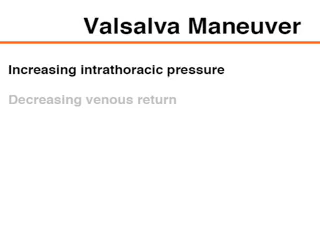 Valsalva Maneuver
Increasing intrathoracic pressure
Decreasing venous return